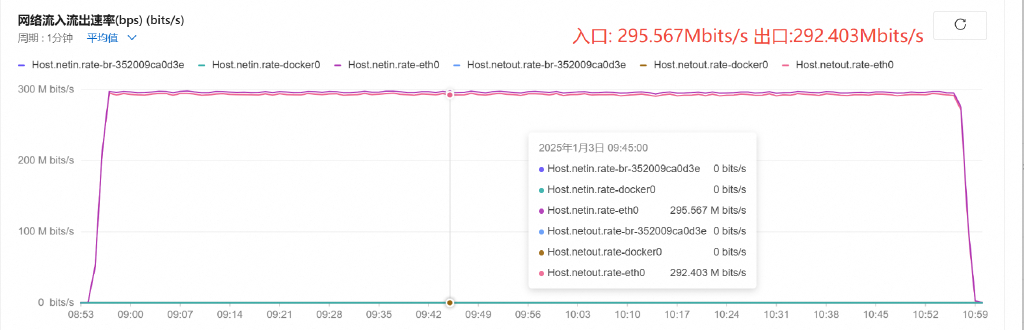 网络流入流出速率(bps) (bits/s)
入口: 295.567Mbits/s 出口:292.403Mbits/s
周期 : 1分钟 平均值
Host.netin.rate-br-352009ca0d3e Host.netin.rate-docker0 Host.netin.rate-eth0 Host.netout.rate-br-352009ca0d3e Host.netout.rate-docker0 Host.netout.rate-eth0
300 M bits/s
200 M bits/s
100 M bits/s
0 bits/s
2025年1月3日 09:45:00
Host.netin.rate-br-352009ca0d3e 0 bits/s
Host.netin.rate-docker0 0 bits/s
Host.netin.rate-eth0 295.567 M bits/s
Host.netout.rate-br-352009ca0d3e 0 bits/s
Host.netout.rate-docker0 0 bits/s
Host.netout.rate-eth0 292.403 M bits/s
08:53 09:00 09:07 09:14 09:21 09:28 09:35 09:42 09:49 09:56 10:03 10:10 10:17 10:24 10:31 10:38 10:45 10:52 10:59